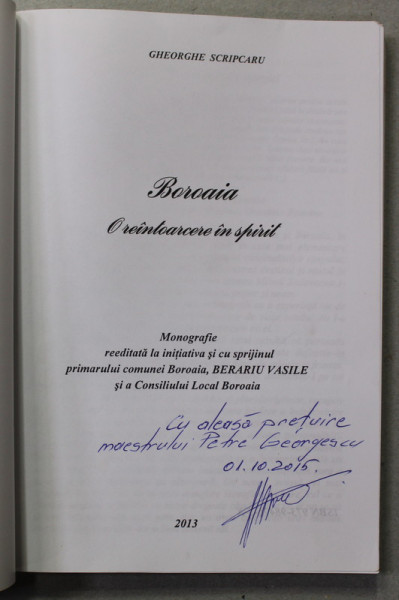 GHEORGHE SCRIPCARU
Boroaia
O reîntoarcere în spirit
Monografie
reeditată la inițiativa și cu sprijinul
primarului comunei Boroaia, BERARIU VASILE
și a Consiliului Local Boroaia
Cu aleasă prețuire
maestrului Petre Georgescu
01.10.2015.
2013